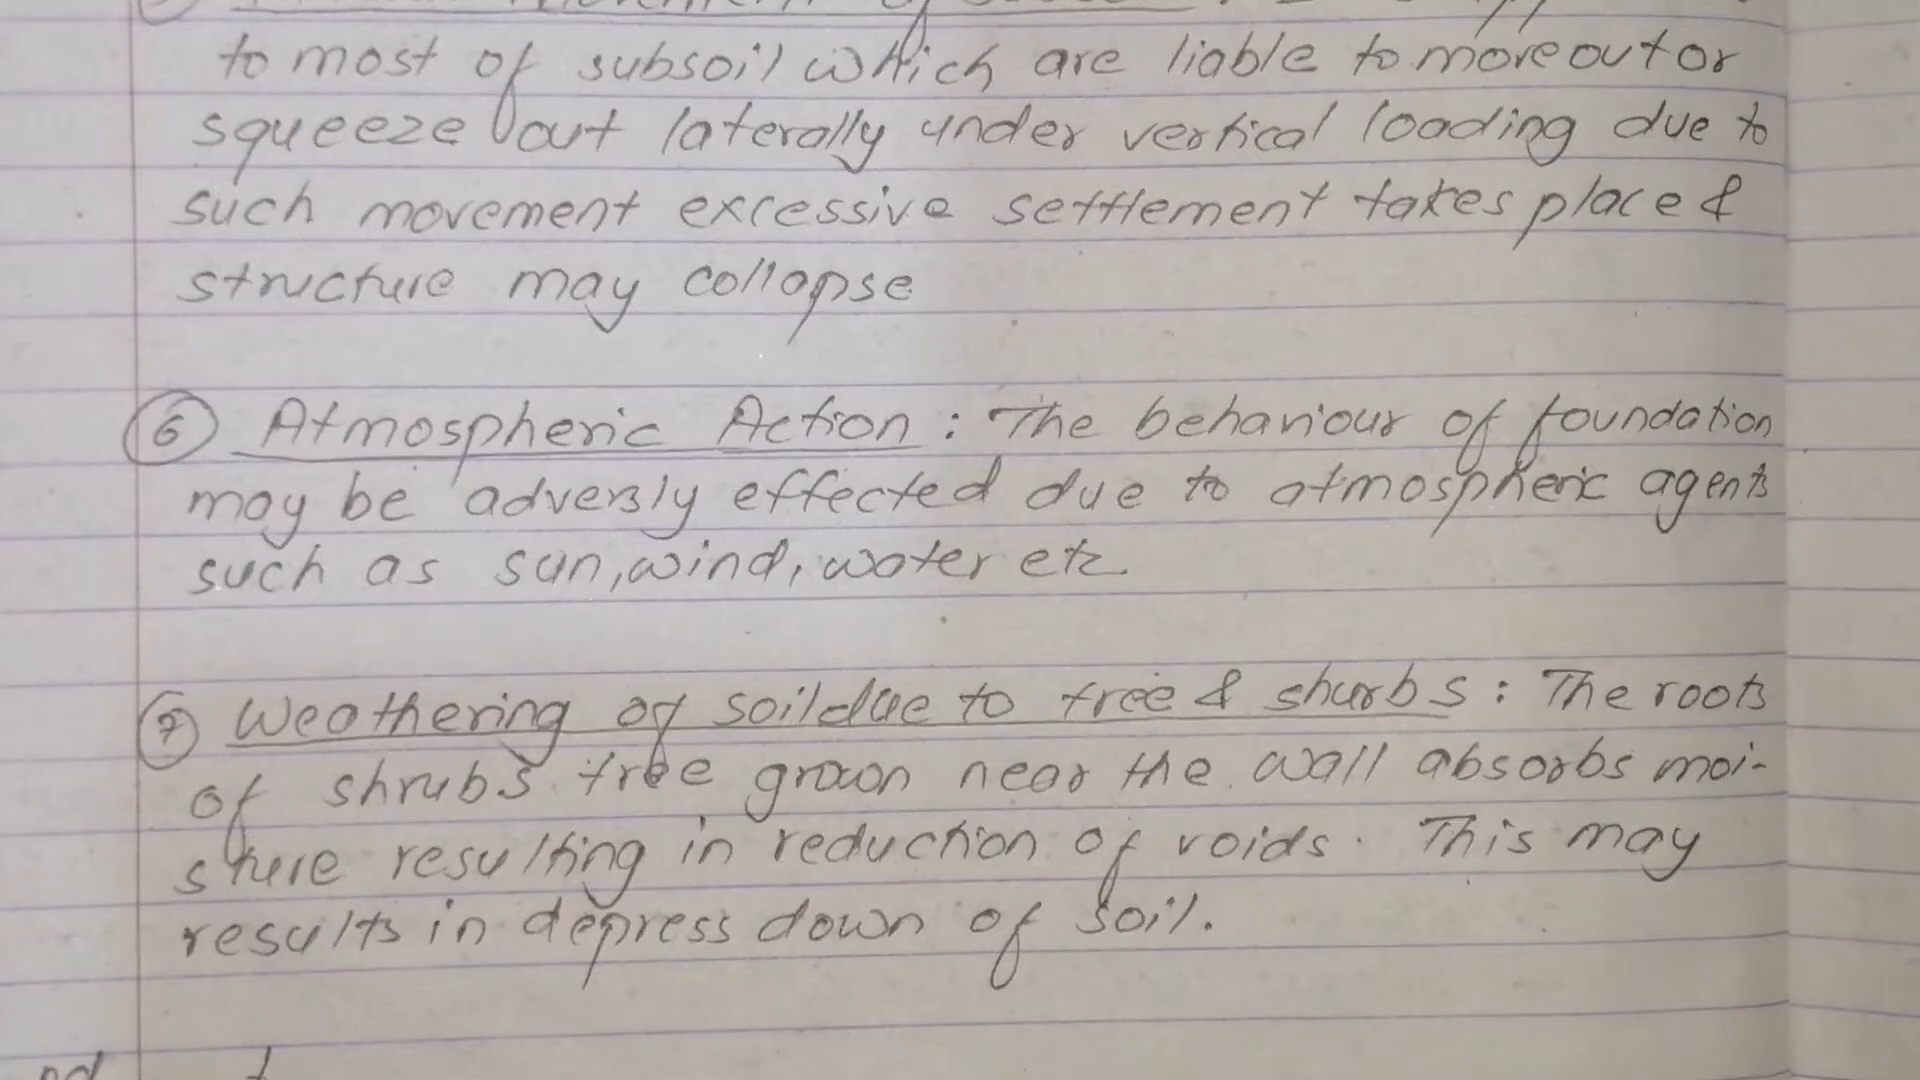 movement of
to most of subsoil which are liable to move out or
squeeze out laterally under vertical loading due to
such movement excessive settlement takes place &
structure may collapse
6 Atmospheric Action : The behaviour of foundation
may be adversly effected due to atmospheric agents
such as sun, wind, water etc.
7 Weathering of soil due to tree & shurbs : The roots
of shrubs tree grown near the wall absorbs moi-
sture resulting in reduction of voids. This may
results in depress down of soil.